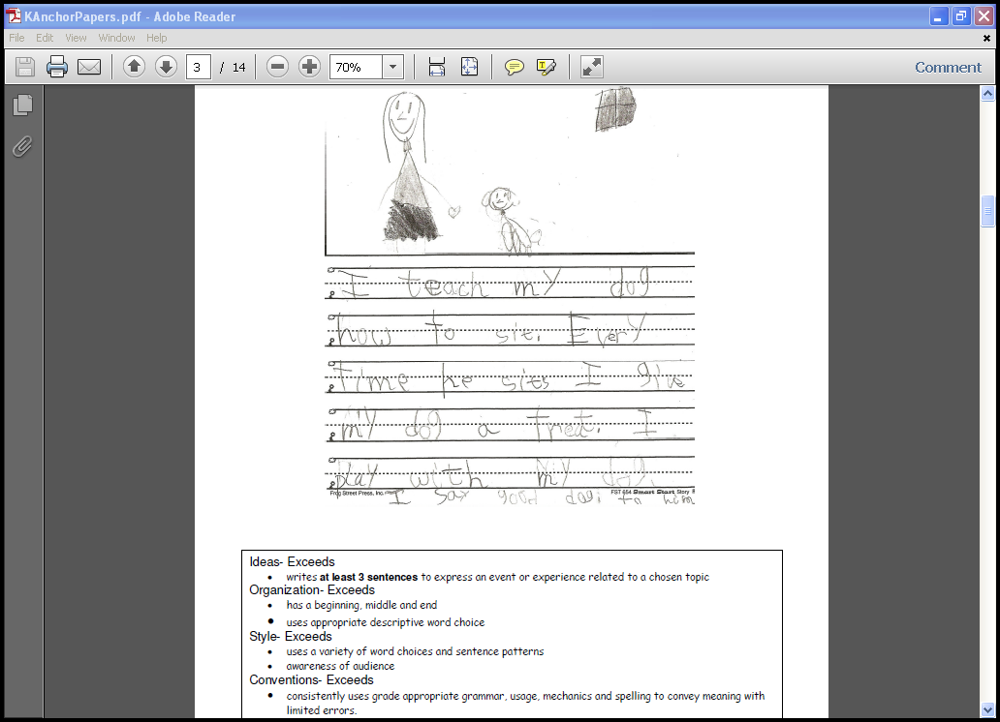 KAnchorPapers.pdf - Adobe Reader
File Edit View Window Help
3 / 14 70% Comment
I teach my dog
how to sit. Every
time he sits I give
my dog a treat. I
play with My dog.
Frog Street Press, Inc. FST 654 Smart Start Story
I say good dog to him
Ideas- Exceeds
• writes at least 3 sentences to express an event or experience related to a chosen topic
Organization- Exceeds
• has a beginning, middle and end
• uses appropriate descriptive word choice
Style- Exceeds
• uses a variety of word choices and sentence patterns
• awareness of audience
Conventions- Exceeds
• consistently uses grade appropriate grammar, usage, mechanics and spelling to convey meaning with
limited errors.